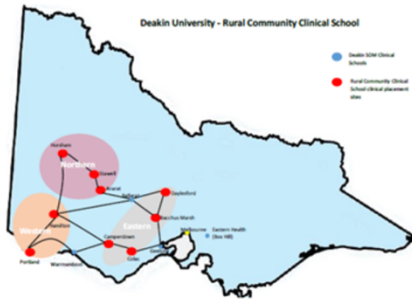 Deakin University - Rural Community Clinical School
Deakin SOM Clinical
Schools
Rural Community Clinical
School clinical placement
sites
Horsham
Northern
Stawell
Ararat
Ballarat
Daylesford
Western
Hamilton
Eastern
Bacchus Marsh
Melbourne
Eastern Health
(Box Hill)
Camperdown
Geelong
Portland
Warrnambool
Colac